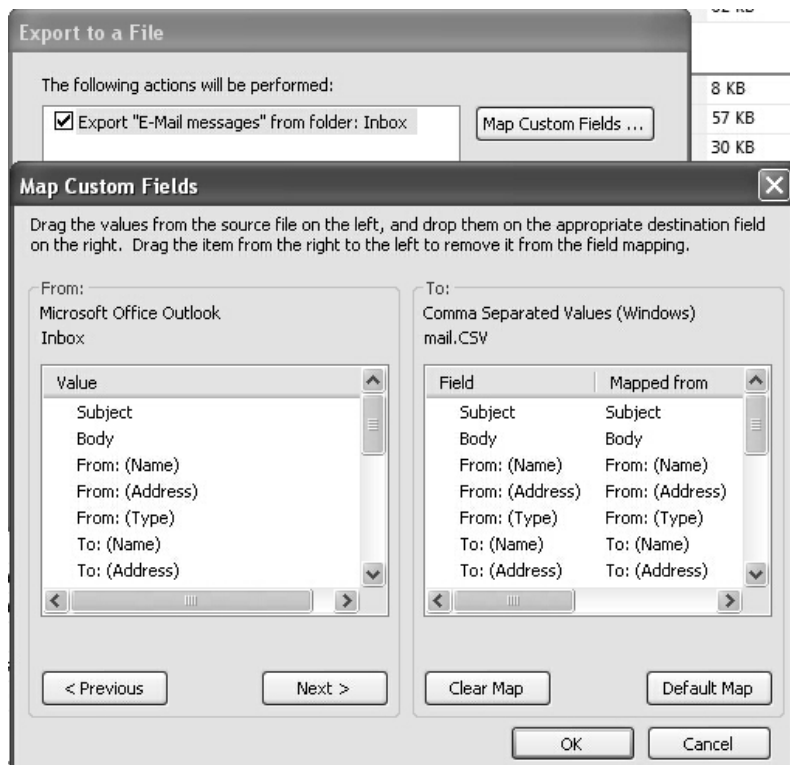 Export to a File
The following actions will be performed:
Export "E-Mail messages" from folder: Inbox
Map Custom Fields ...
8 KB
57 KB
30 KB
Map Custom Fields
Drag the values from the source file on the left, and drop them on the appropriate destination field
on the right. Drag the item from the right to the left to remove it from the field mapping.
From:
Microsoft Office Outlook
Inbox
Value
Subject
Body
From: (Name)
From: (Address)
From: (Type)
To: (Name)
To: (Address)
< Previous
Next >
To:
Comma Separated Values (Windows)
mail.CSV
Field Mapped from
Subject Subject
Body Body
From: (Name) From: (Name)
From: (Address) From: (Address)
From: (Type) From: (Type)
To: (Name) To: (Name)
To: (Address) To: (Address)
Clear Map
Default Map
OK
Cancel